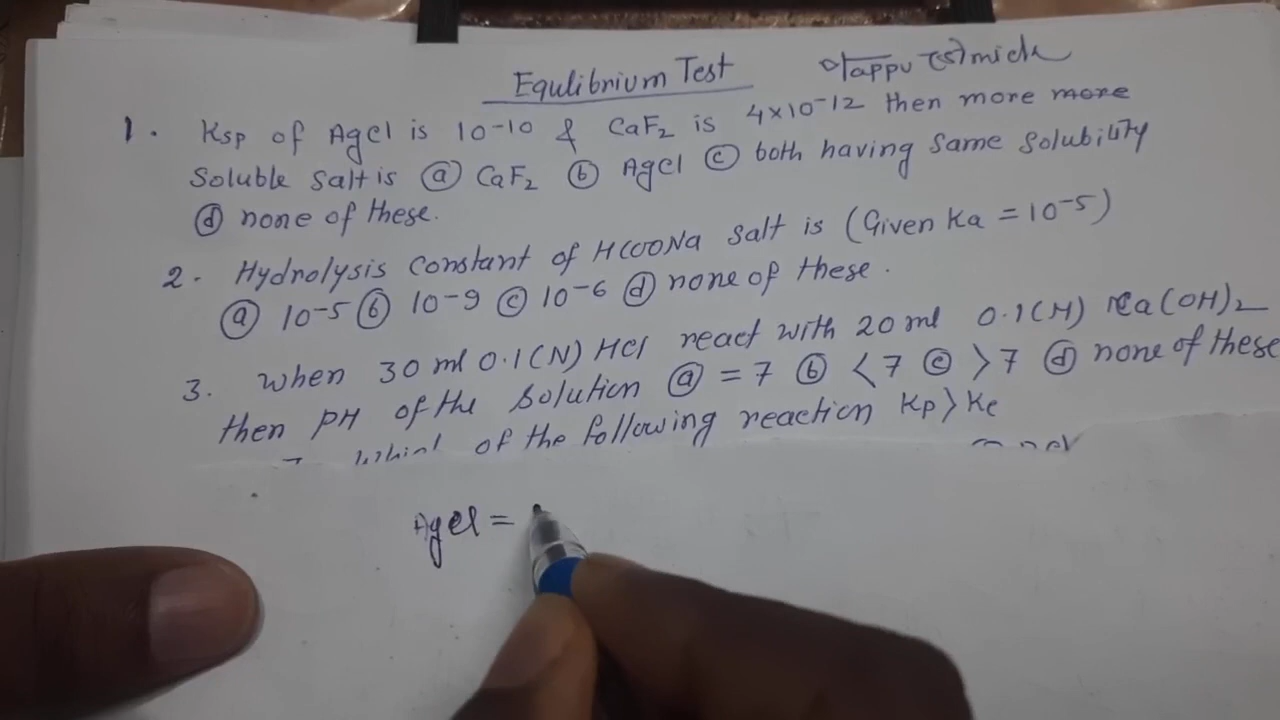 Equlibrium Test
1. Ksp of Agcl is 10-10 & CaF2 is 4×10-12 then more more
Soluble Salt is ⓐ CaF2 ⓑ Agcl ⓒ both having same Solubility
ⓓ none of these.
2. Hydrolysis constant of HCOONa salt is (Given Ka = 10-5)
ⓐ 10-5 ⓑ 10-9 ⓒ 10-6 ⓓ none of these.
3. when 30 ml 0.1(N) HCl react with 20 ml 0.1(M) Ca(OH)2
then PH of the Solution ⓐ = 7 ⓑ <7 ⓒ >7 ⓓ none of these
of the following reaction Kp>Kc
Agcl =